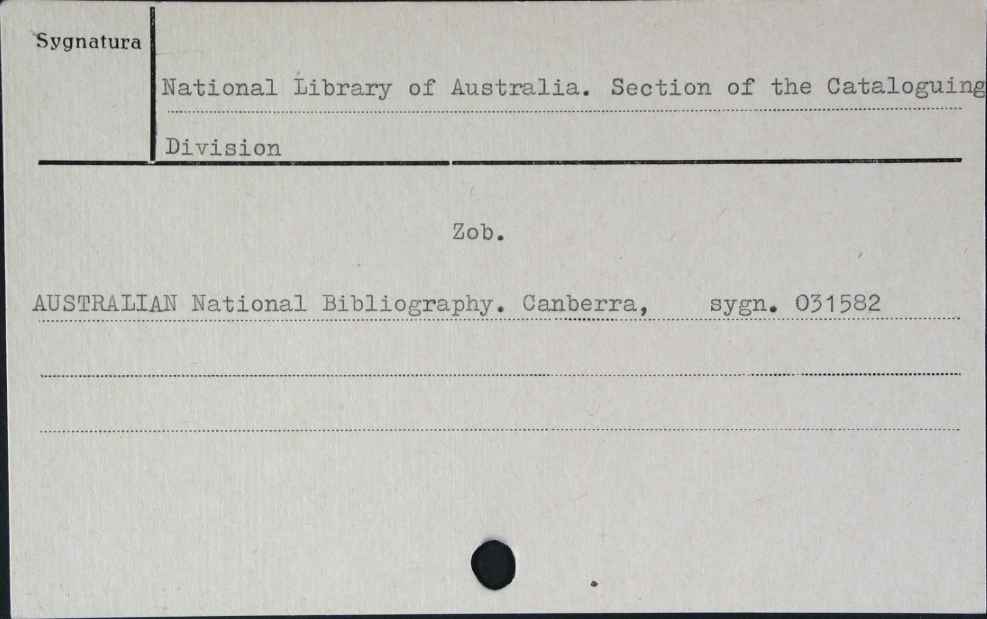 Sygnatura
National Library of Australia. Section of the Cataloguing
Division
Zob.
AUSTRALIAN National Bibliography. Canberra, sygn. 031582